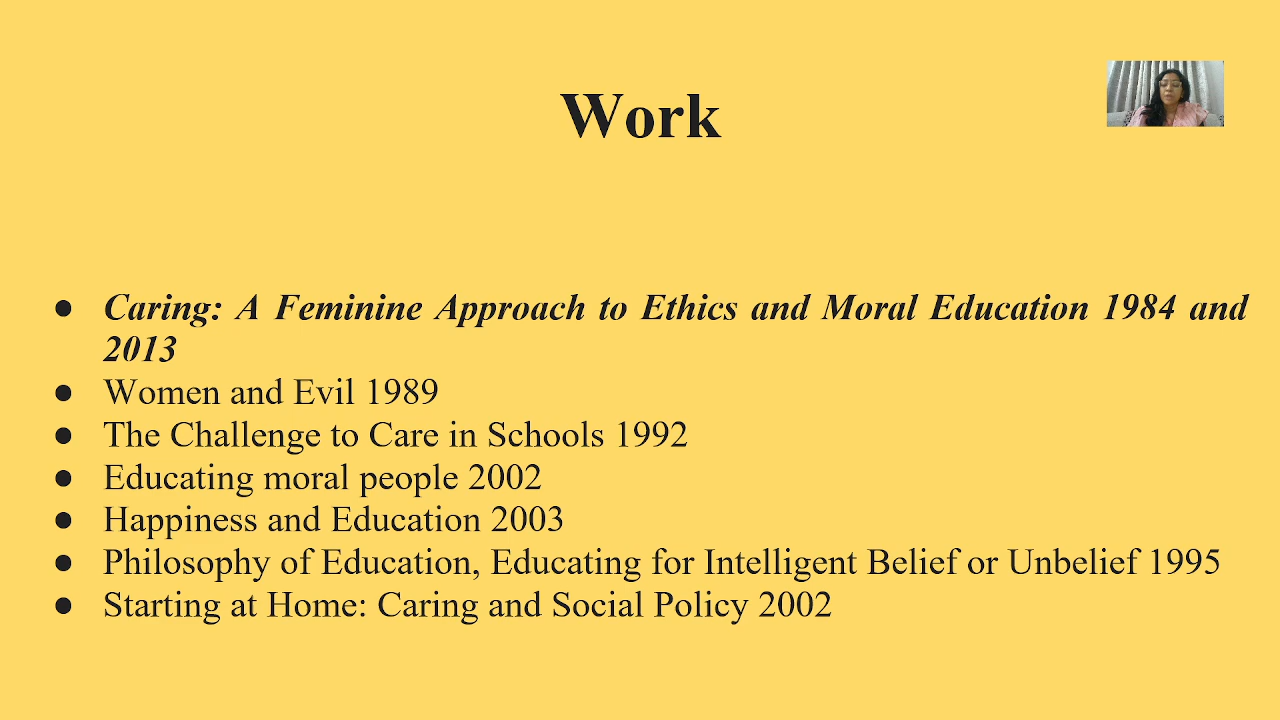 Work
● Caring: A Feminine Approach to Ethics and Moral Education 1984 and
2013
● Women and Evil 1989
● The Challenge to Care in Schools 1992
● Educating moral people 2002
● Happiness and Education 2003
● Philosophy of Education, Educating for Intelligent Belief or Unbelief 1995
● Starting at Home: Caring and Social Policy 2002